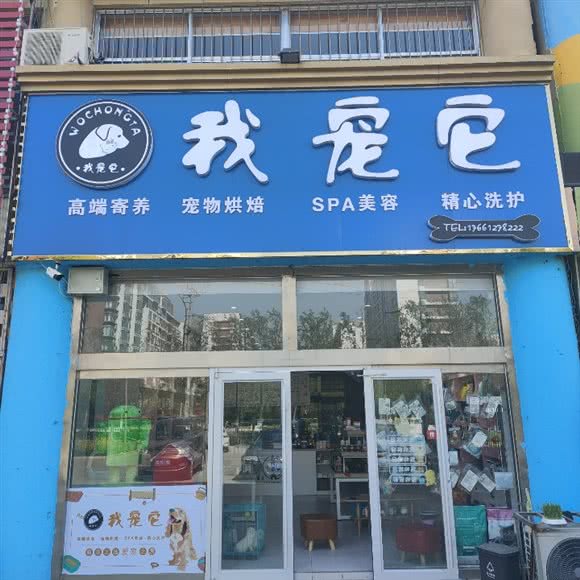 WOCHONGTA
·我宠它·
我宠它
高端寄养 宠物烘焙 SPA美容 精心洗护
TEL:13661278222
我宠它